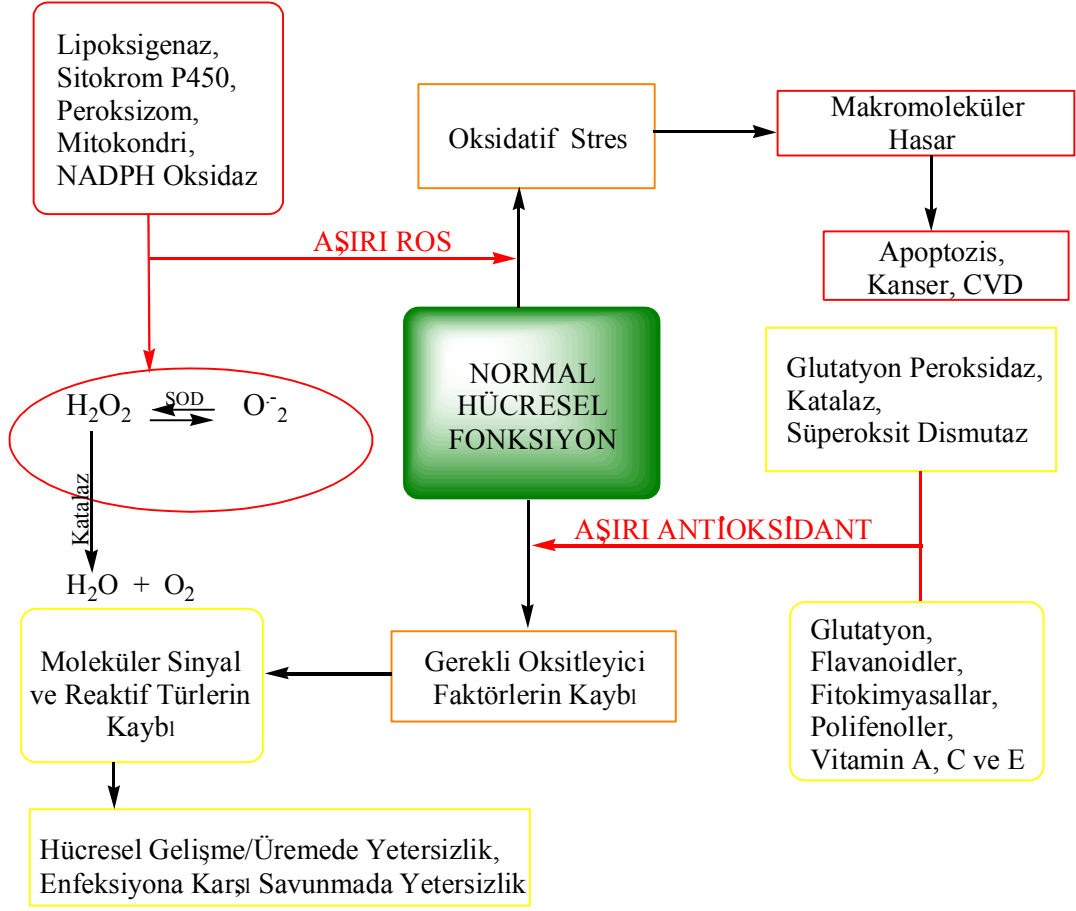 Lipoksigenaz,
Sitokrom P450,
Peroksizom,
Mitokondri,
NADPH Oksidaz
Oksidatif Stres
Makromoleküler
Hasar
Apoptozis,
Kanser, CVD
AŞIRI ROS
NORMAL
HÜCRESEL
FONKSIYON
H₂O₂ SOD O·⁻₂
Katalaz
H₂O + O₂
Glutatyon Peroksidaz,
Katalaz,
Süperoksit Dismutaz
AŞIRI ANTİOKSİDANT
Glutatyon,
Flavanoidler,
Fitokimyasallar,
Polifenoller,
Vitamin A, C ve E
Gerekli Oksitleyici
Faktörlerin Kaybı
Moleküler Sinyal
ve Reaktif Türlerin
Kaybı
Hücresel Gelişme/Üremede Yetersizlik,
Enfeksiyona Karşı Savunmada Yetersizlik